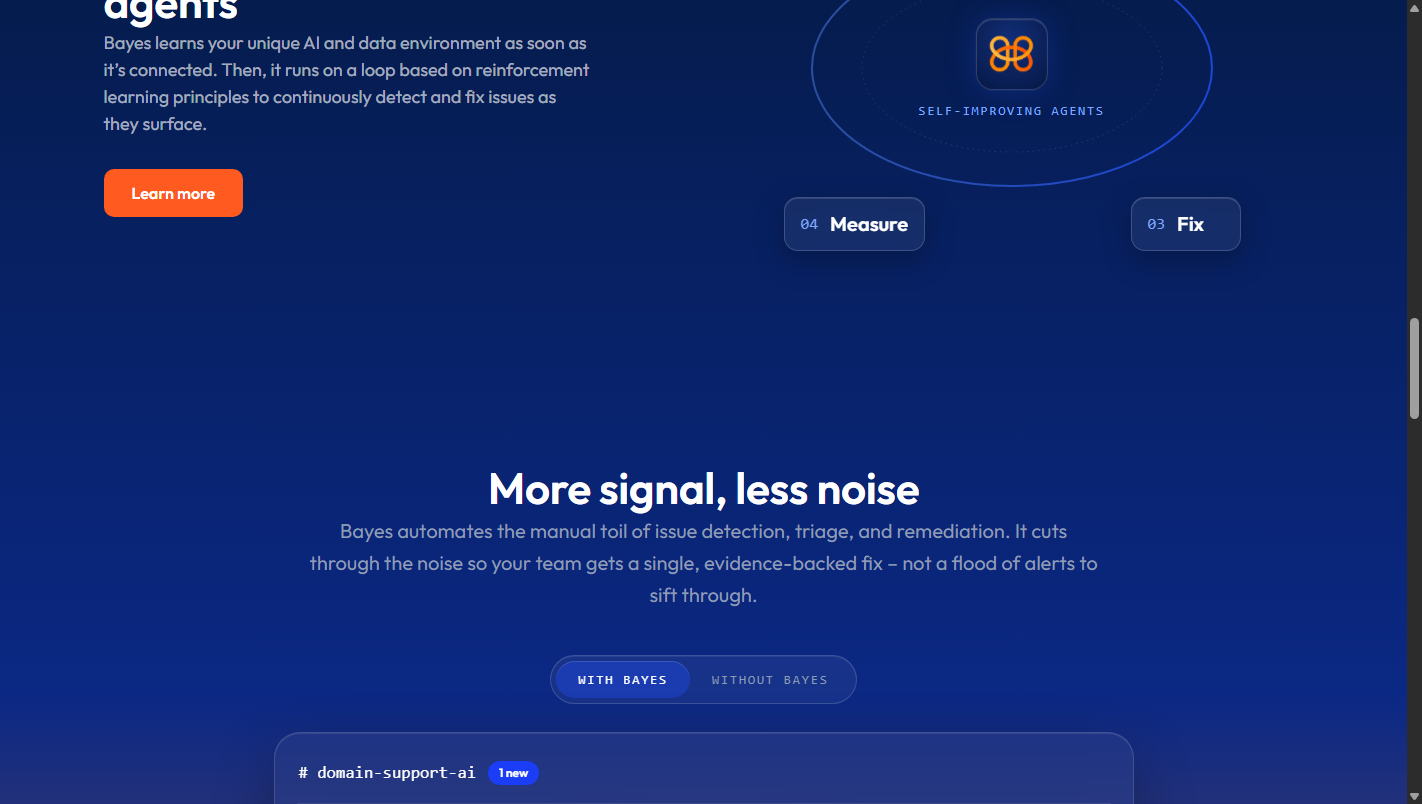 agents
Bayes learns your unique AI and data environment as soon as
it's connected. Then, it runs on a loop based on reinforcement
learning principles to continuously detect and fix issues as
they surface.
Learn more
SELF-IMPROVING AGENTS
04 Measure
03 Fix
More signal, less noise
Bayes automates the manual toil of issue detection, triage, and remediation. It cuts
through the noise so your team gets a single, evidence-backed fix – not a flood of alerts to
sift through.
WITH BAYES
WITHOUT BAYES
# domain-support-ai 1 new